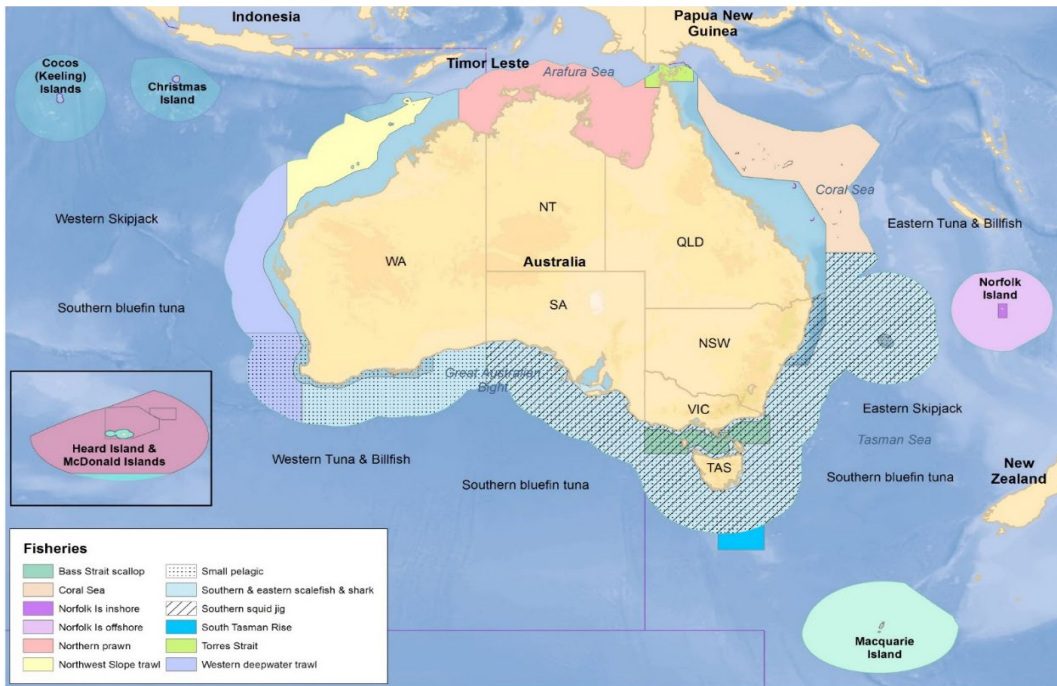 Indonesia
Papua New
Guinea
Cocos
(Keeling)
Islands
Christmas
Island
Timor Leste
Arafura Sea
Coral Sea
Western Skipjack
NT
QLD
Eastern Tuna & Billfish
WA
Australia
Norfolk
Island
Southern bluefin tuna
SA
NSW
Great Australian
Bight
VIC
Eastern Skipjack
Tasman Sea
Heard Island &
McDonald Islands
Western Tuna & Billfish
TAS
New
Zealand
Southern bluefin tuna
Southern bluefin tuna
Fisheries
Bass Strait scallop
Small pelagic
Coral Sea
Southern & eastern scalefish & shark
Norfolk Is inshore
Southern squid jig
Norfolk Is offshore
South Tasman Rise
Northern prawn
Torres Strait
Northwest Slope trawl
Western deepwater trawl
Macquarie
Island